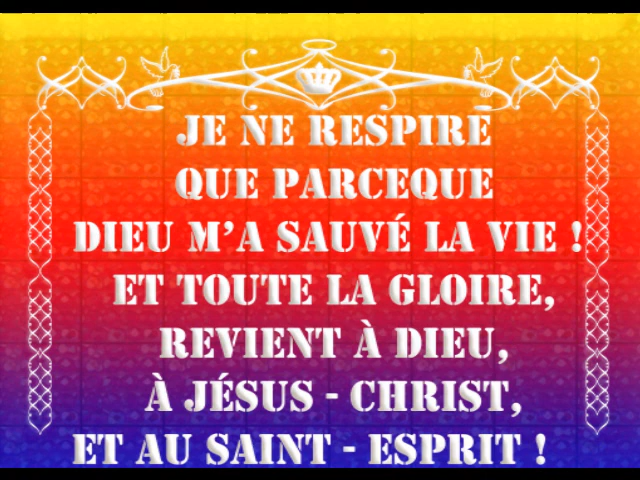 JE NE RESPIRE
QUE PARCEQUE
DIEU M'A SAUVÉ LA VIE !
ET TOUTE LA GLOIRE,
REVIENT À DIEU,
À JÉSUS - CHRIST,
ET AU SAINT - ESPRIT !